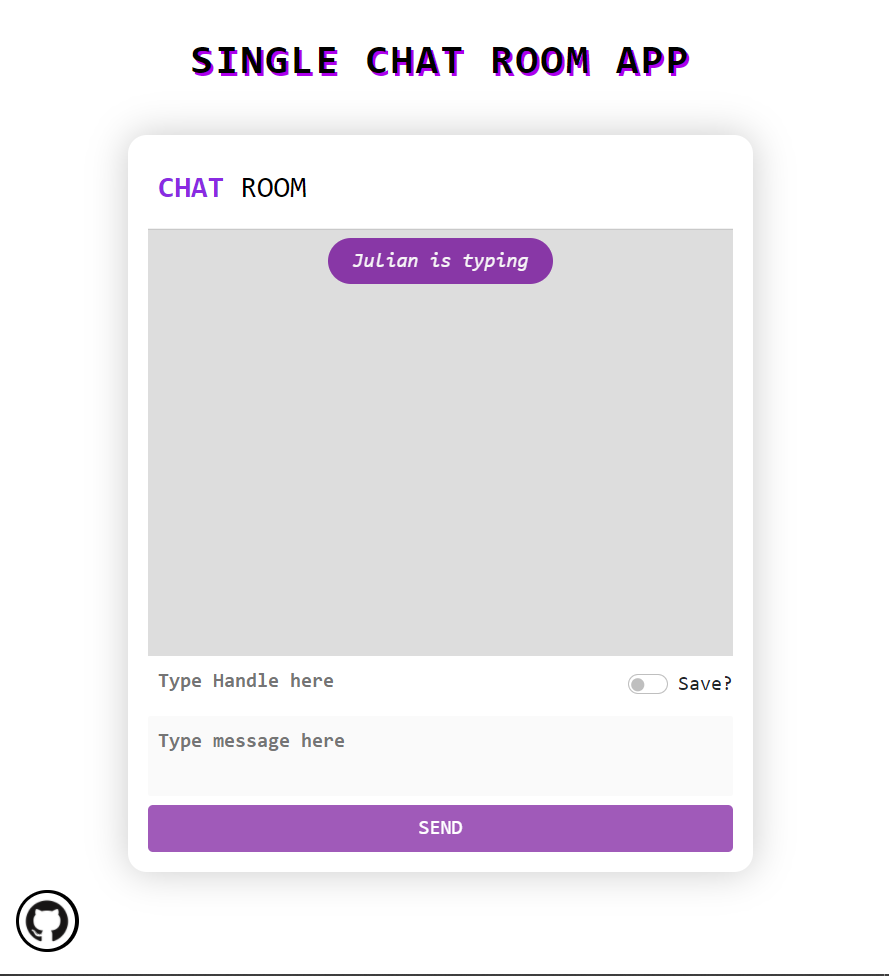 SINGLE CHAT ROOM APP
CHAT ROOM
Julian is typing
Type Handle here
Save?
Type message here
SEND